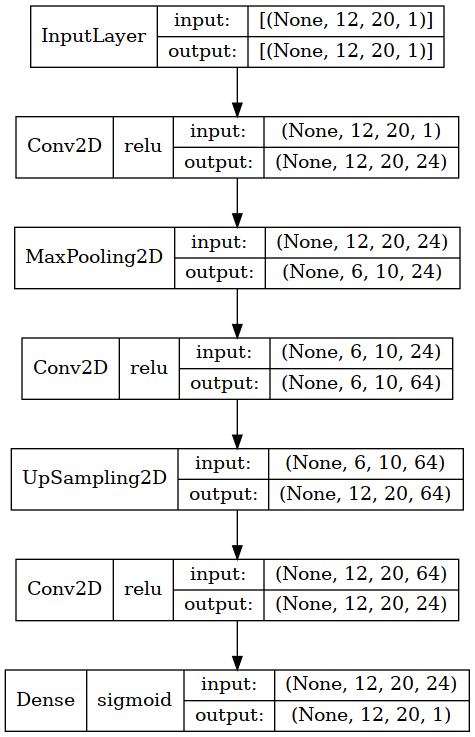 InputLayer
input: [(None, 12, 20, 1)]
output: [(None, 12, 20, 1)]
Conv2D relu
input: (None, 12, 20, 1)
output: (None, 12, 20, 24)
MaxPooling2D
input: (None, 12, 20, 24)
output: (None, 6, 10, 24)
Conv2D relu
input: (None, 6, 10, 24)
output: (None, 6, 10, 64)
UpSampling2D
input: (None, 6, 10, 64)
output: (None, 12, 20, 64)
Conv2D relu
input: (None, 12, 20, 64)
output: (None, 12, 20, 24)
Dense sigmoid
input: (None, 12, 20, 24)
output: (None, 12, 20, 1)